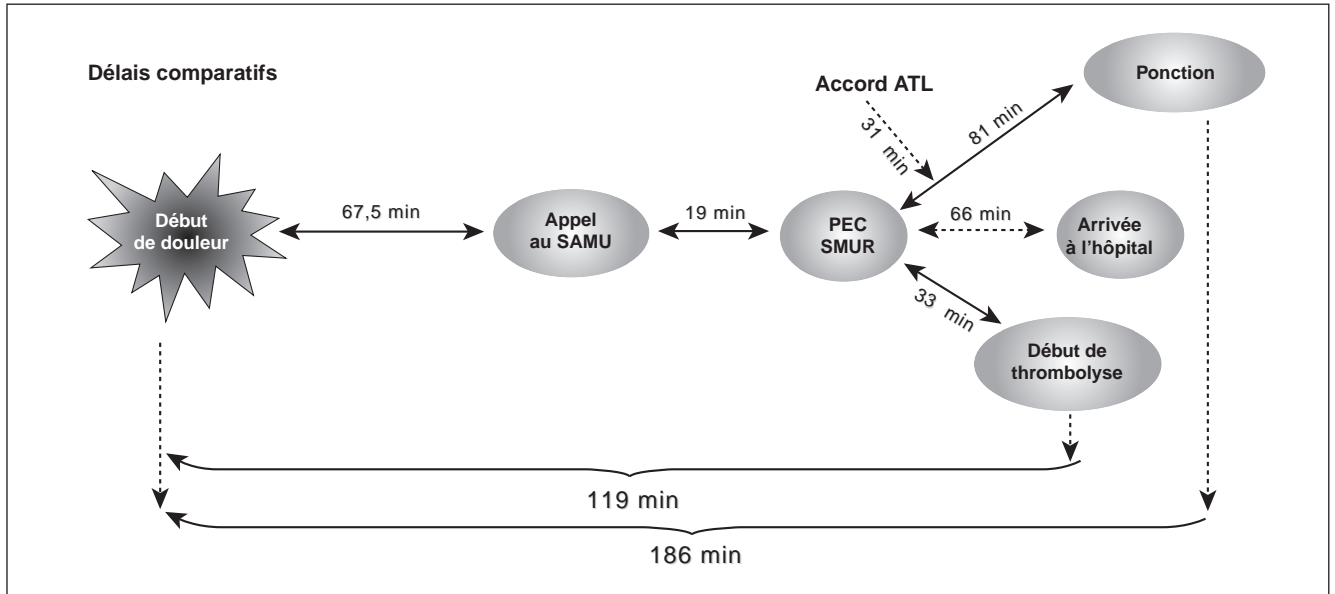 Délais comparatifs
Accord ATL
Ponction
31 min
81 min
Début
de douleur
67,5 min
Appel
au SAMU
19 min
PEC
SMUR
66 min
Arrivée
à l'hôpital
33 min
Début de
thrombolyse
119 min
186 min